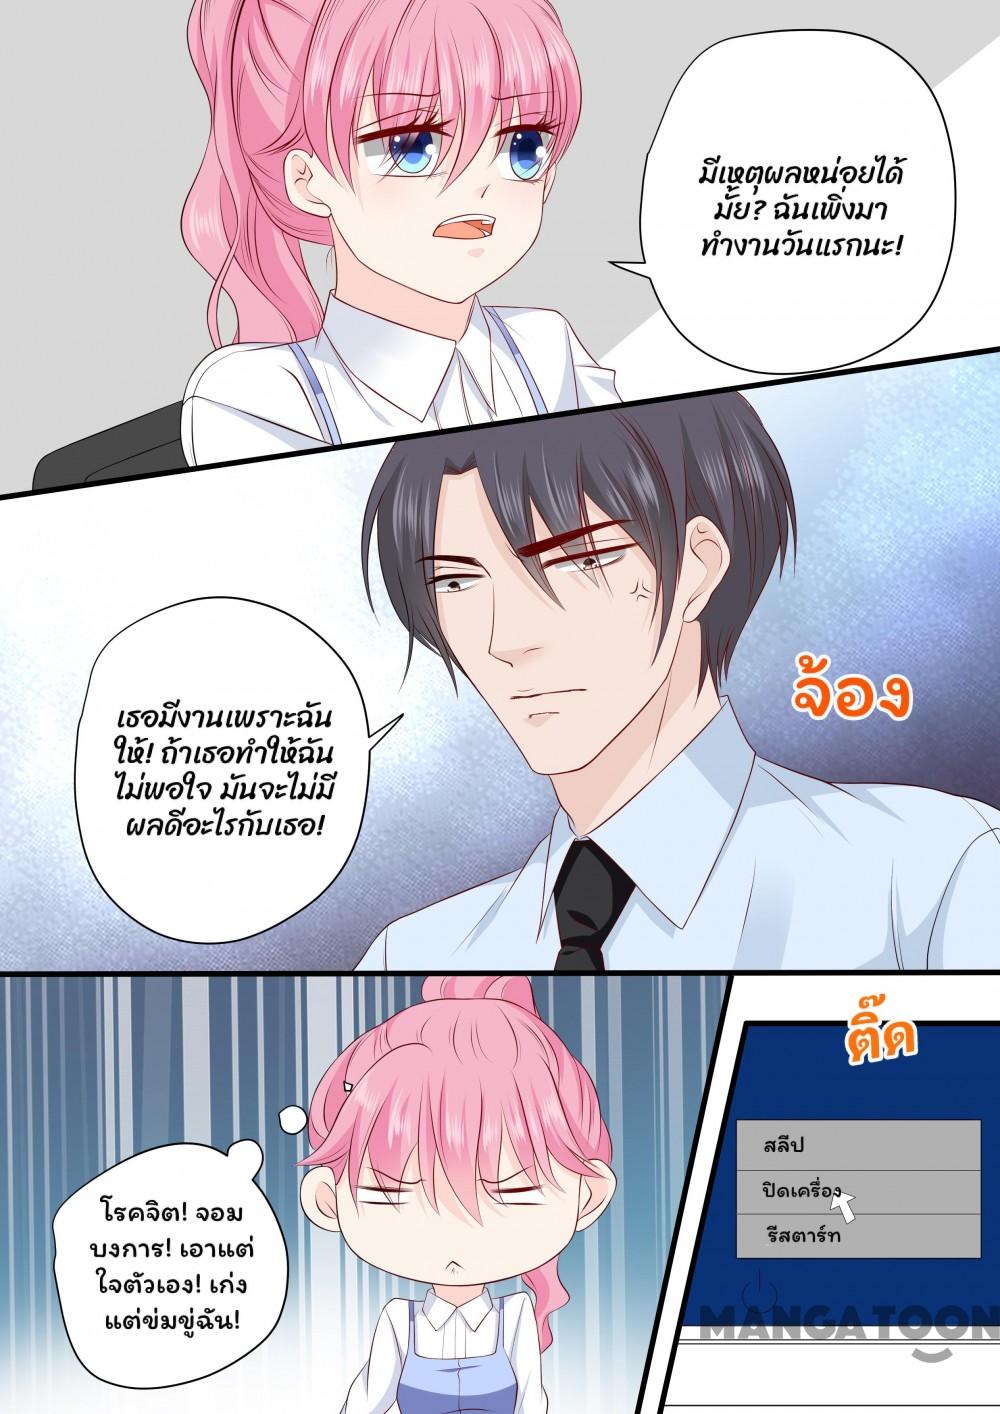 มีเหตุผลหน่อยได้
มั้ย? ฉันเพิ่งมา
ทำงานวันแรกนะ!
จ้อง
เธอมีงานเพราะฉัน
ให้! ถ้าเธอทำให้ฉัน
ไม่พอใจ มันจะไม่มี
ผลดีอะไรกับเธอ!
โรคจิต! จอม
บงการ! เอาแต่
ใจตัวเอง! เก่ง
แต่ข่มขู่ฉัน!
ติ๊ด
สลีป
ปิดเครื่อง
รีสตาร์ท
MANGATOON